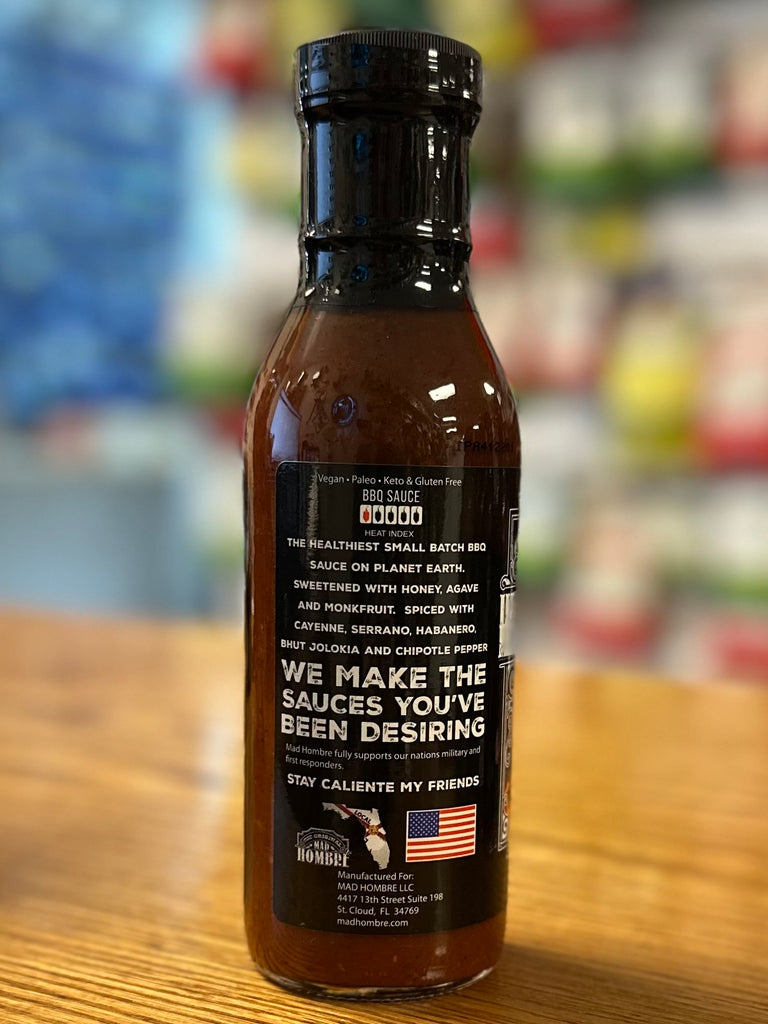 Vegan • Paleo • Keto & Gluten Free
BBQ SAUCE
HEAT INDEX
THE HEALTHIEST SMALL BATCH BBQ
SAUCE ON PLANET EARTH.
SWEETENED WITH HONEY, AGAVE
AND MONKFRUIT. SPICED WITH
CAYENNE, SERRANO, HABANERO,
BHUT JOLOKIA AND CHIPOTLE PEPPER
WE MAKE THE
SAUCES YOU'VE
BEEN DESIRING
Mad Hombre fully supports our nations military and
first responders.
STAY CALIENTE MY FRIENDS
LOCAL
THE ORIGINAL
MAD
HOMBRE
Manufactured For:
MAD HOMBRE LLC
4417 13th Street Suite 198
St. Cloud, FL 34769
madhombre.com